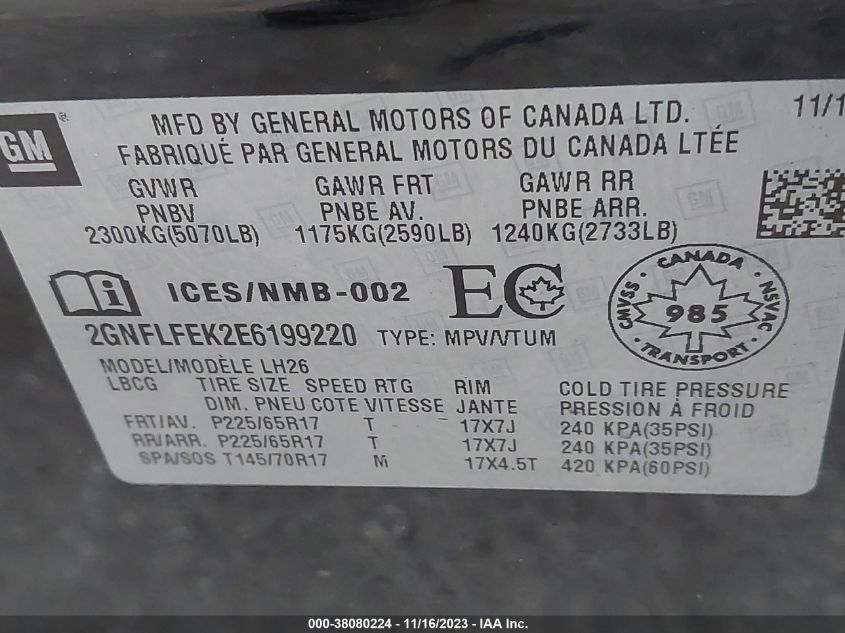 GM
MFD BY GENERAL MOTORS OF CANADA LTD.
11/1
FABRIQUÉ PAR GENERAL MOTORS DU CANADA LTÉE
GVWR GAWR FRT GAWR RR
PNBV PNBE AV. PNBE ARR.
2300KG(5070LB) 1175KG(2590LB) 1240KG(2733LB)
ICES/NMB-002
EC
CANADA
CMVSS 985 NSVAC
TRANSPORT
2GNFLFEK2E6199220 TYPE: MPV/VTUM
MODEL/MODÈLE LH26
LBCG TIRE SIZE SPEED RTG RIM COLD TIRE PRESSURE
DIM. PNEU COTE VITESSE JANTE PRESSION À FROID
FRT/AV. P225/65R17 T 17X7J 240 KPA(35PSI)
RR/ARR. P225/65R17 T 17X7J 240 KPA(35PSI)
SPA/SOS T145/70R17 M 17X4.5T 420 KPA(60PSI)
000-38080224 - 11/16/2023 - IAAI Inc.